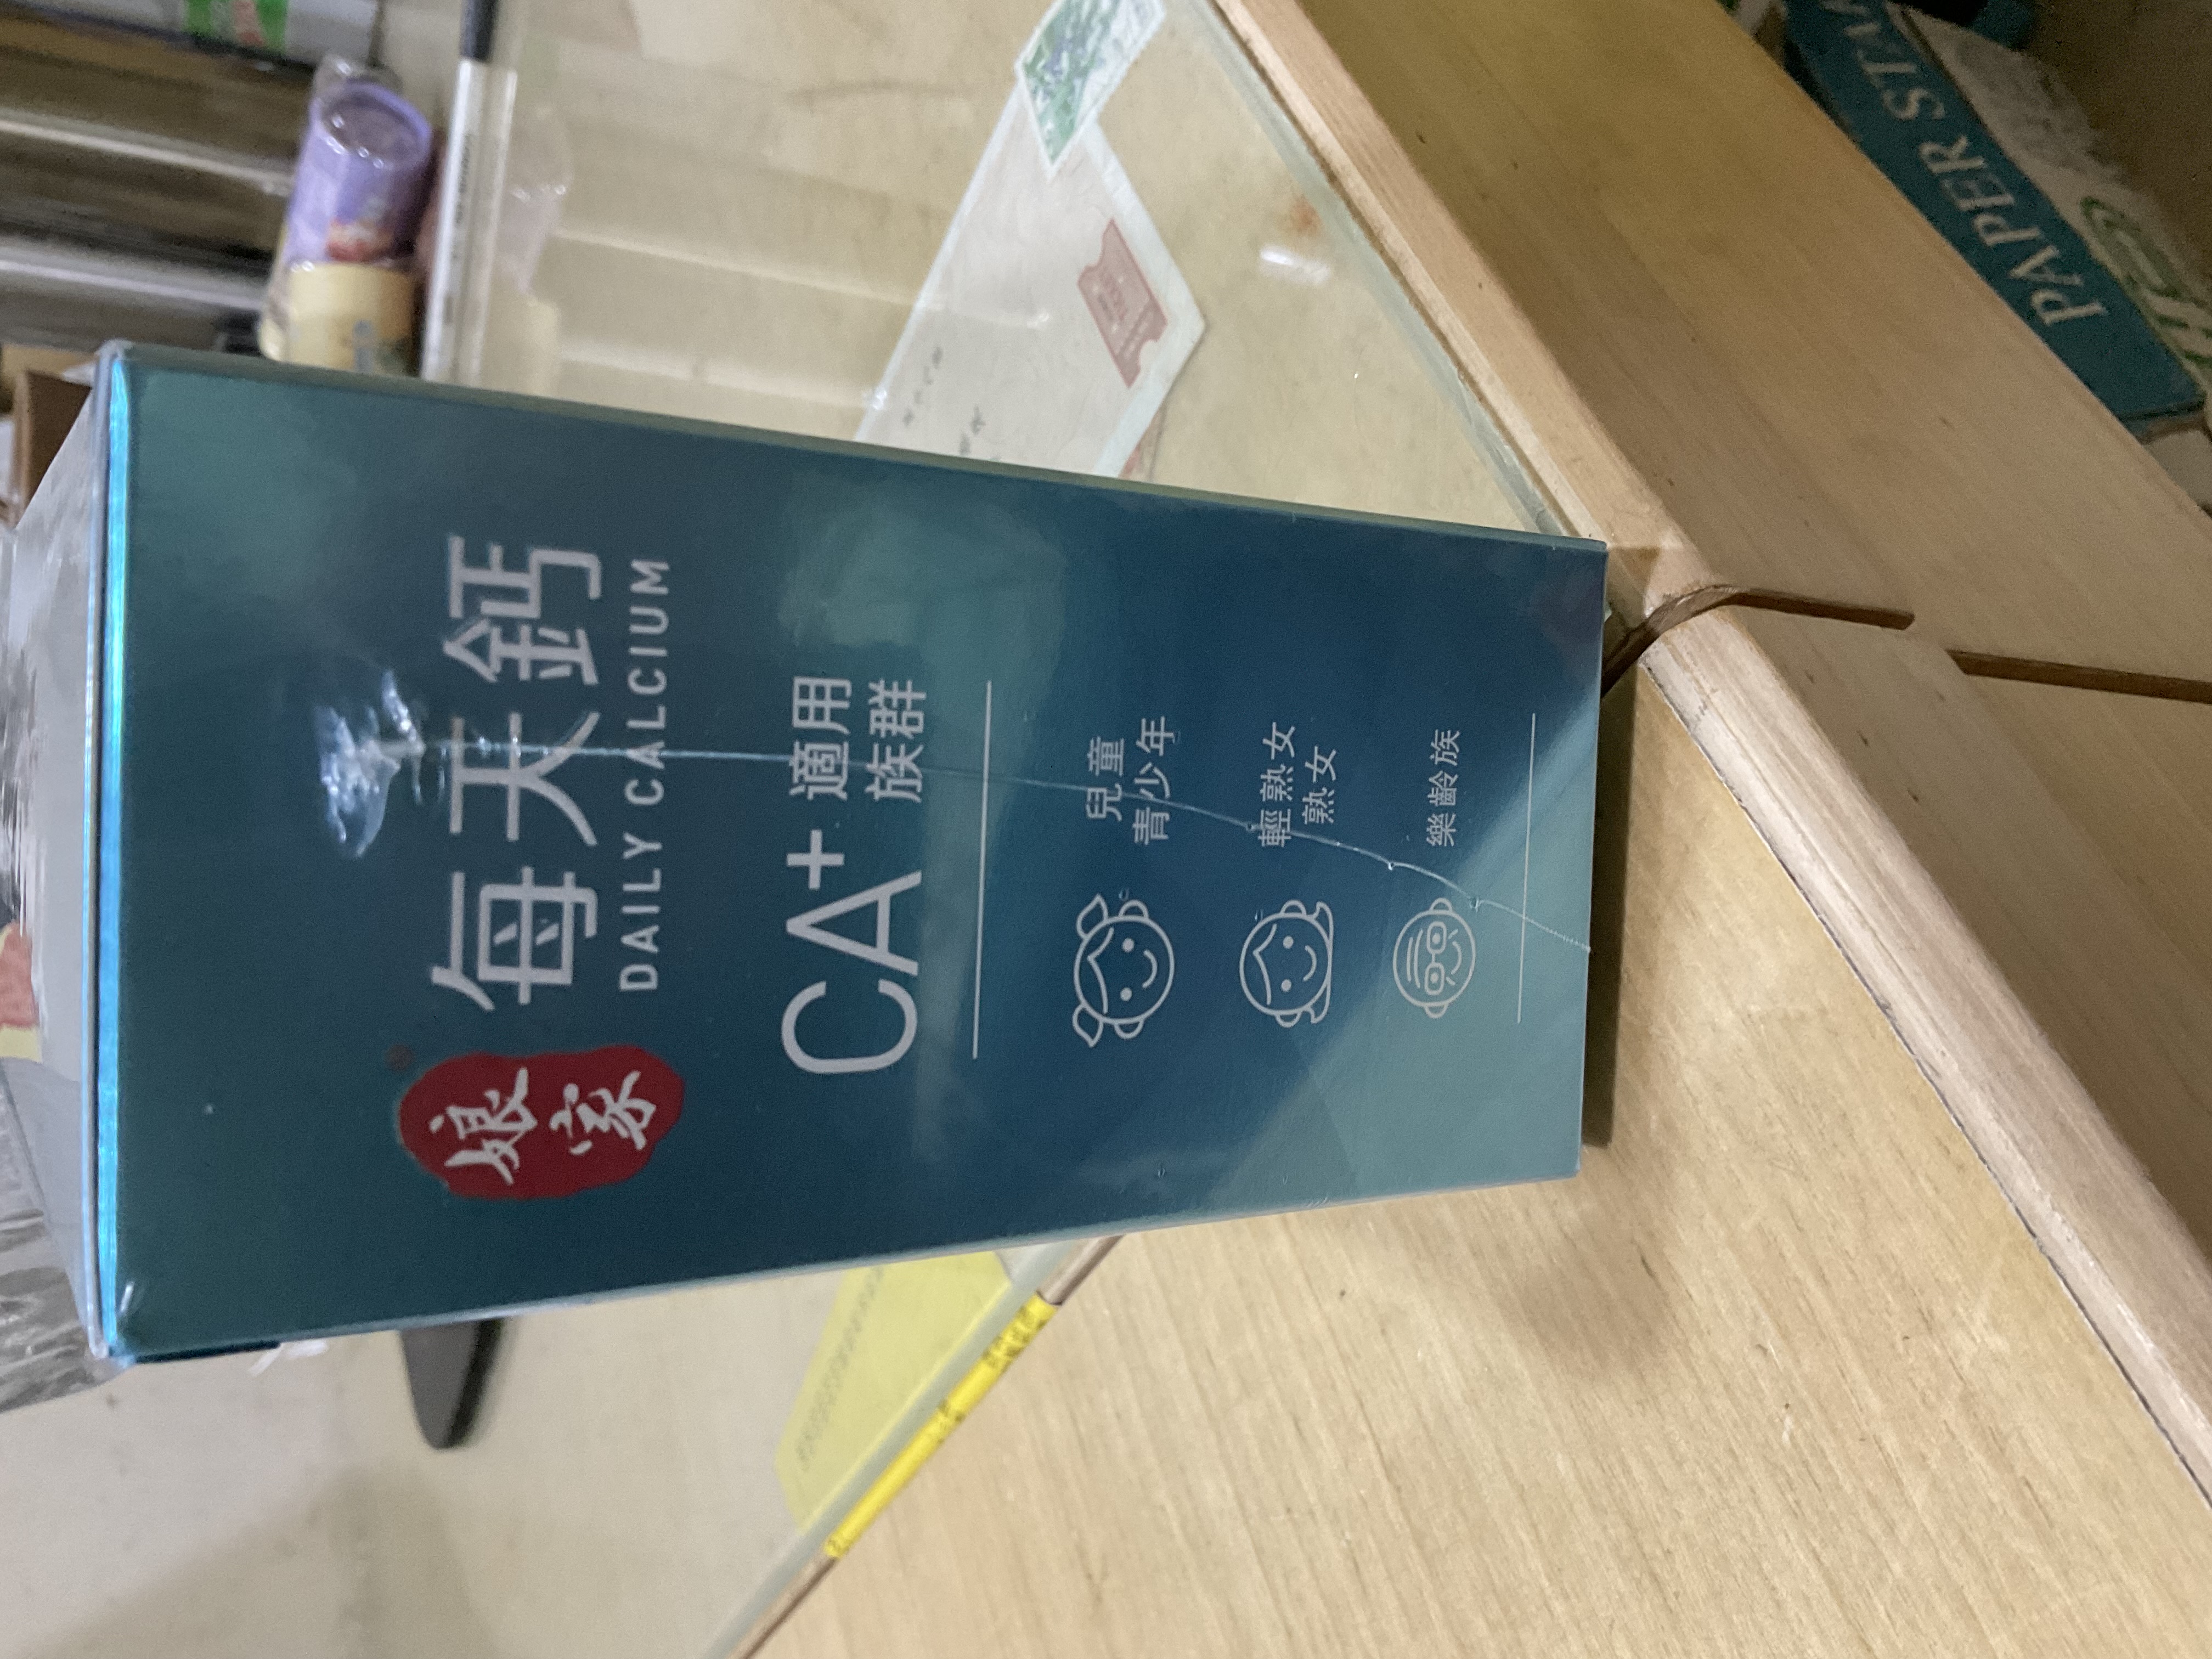 娘家
每天鈣
DAILY CALCIUM
CA+ 適用
族群
兒童
青少年
輕熟女
熟女
樂齡族
PAPER STA